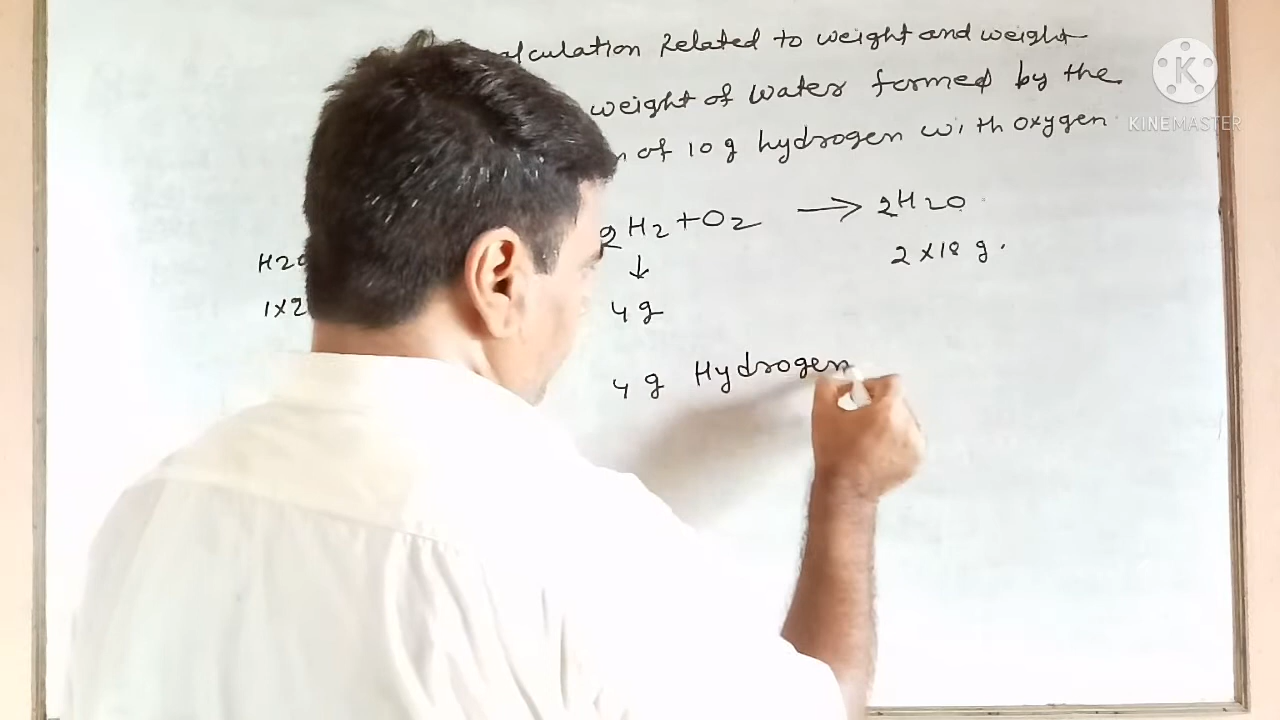 calculation Related to weight and weight
weight of water formed by the
of 10 g hydrogen with oxygen
2H2 + O2 → 2H2O
H2O
2 x 18 g.
1x2
↓
4 g
4 g Hydrogen
K
KINEMASTER